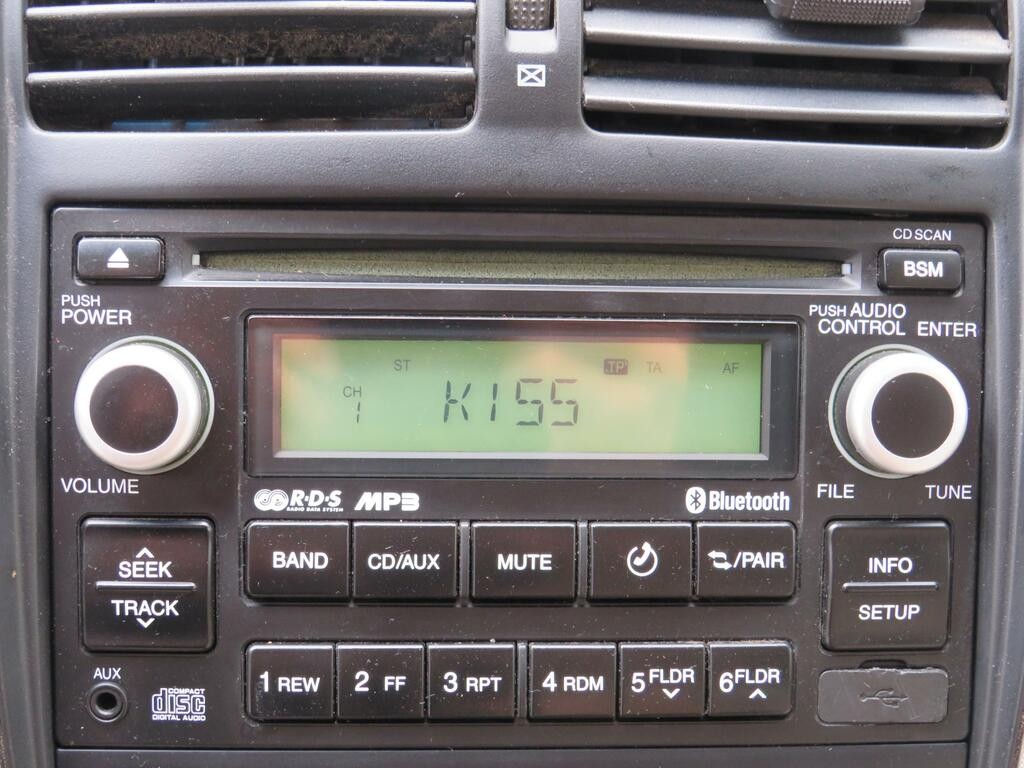 CD SCAN
BSM
PUSH
POWER
PUSH AUDIO
CONTROL ENTER
ST TP TA AF
CH
1 KISS
VOLUME
FILE TUNE
R·D·S
RADIO DATA SYSTEM
MP3
Bluetooth
SEEK
TRACK
BAND
CD/AUX
MUTE
/PAIR
INFO
SETUP
1 REW
2 FF
3 RPT
4 RDM
5 FLDR
6 FLDR
AUX
COMPACT
disc
DIGITAL AUDIO